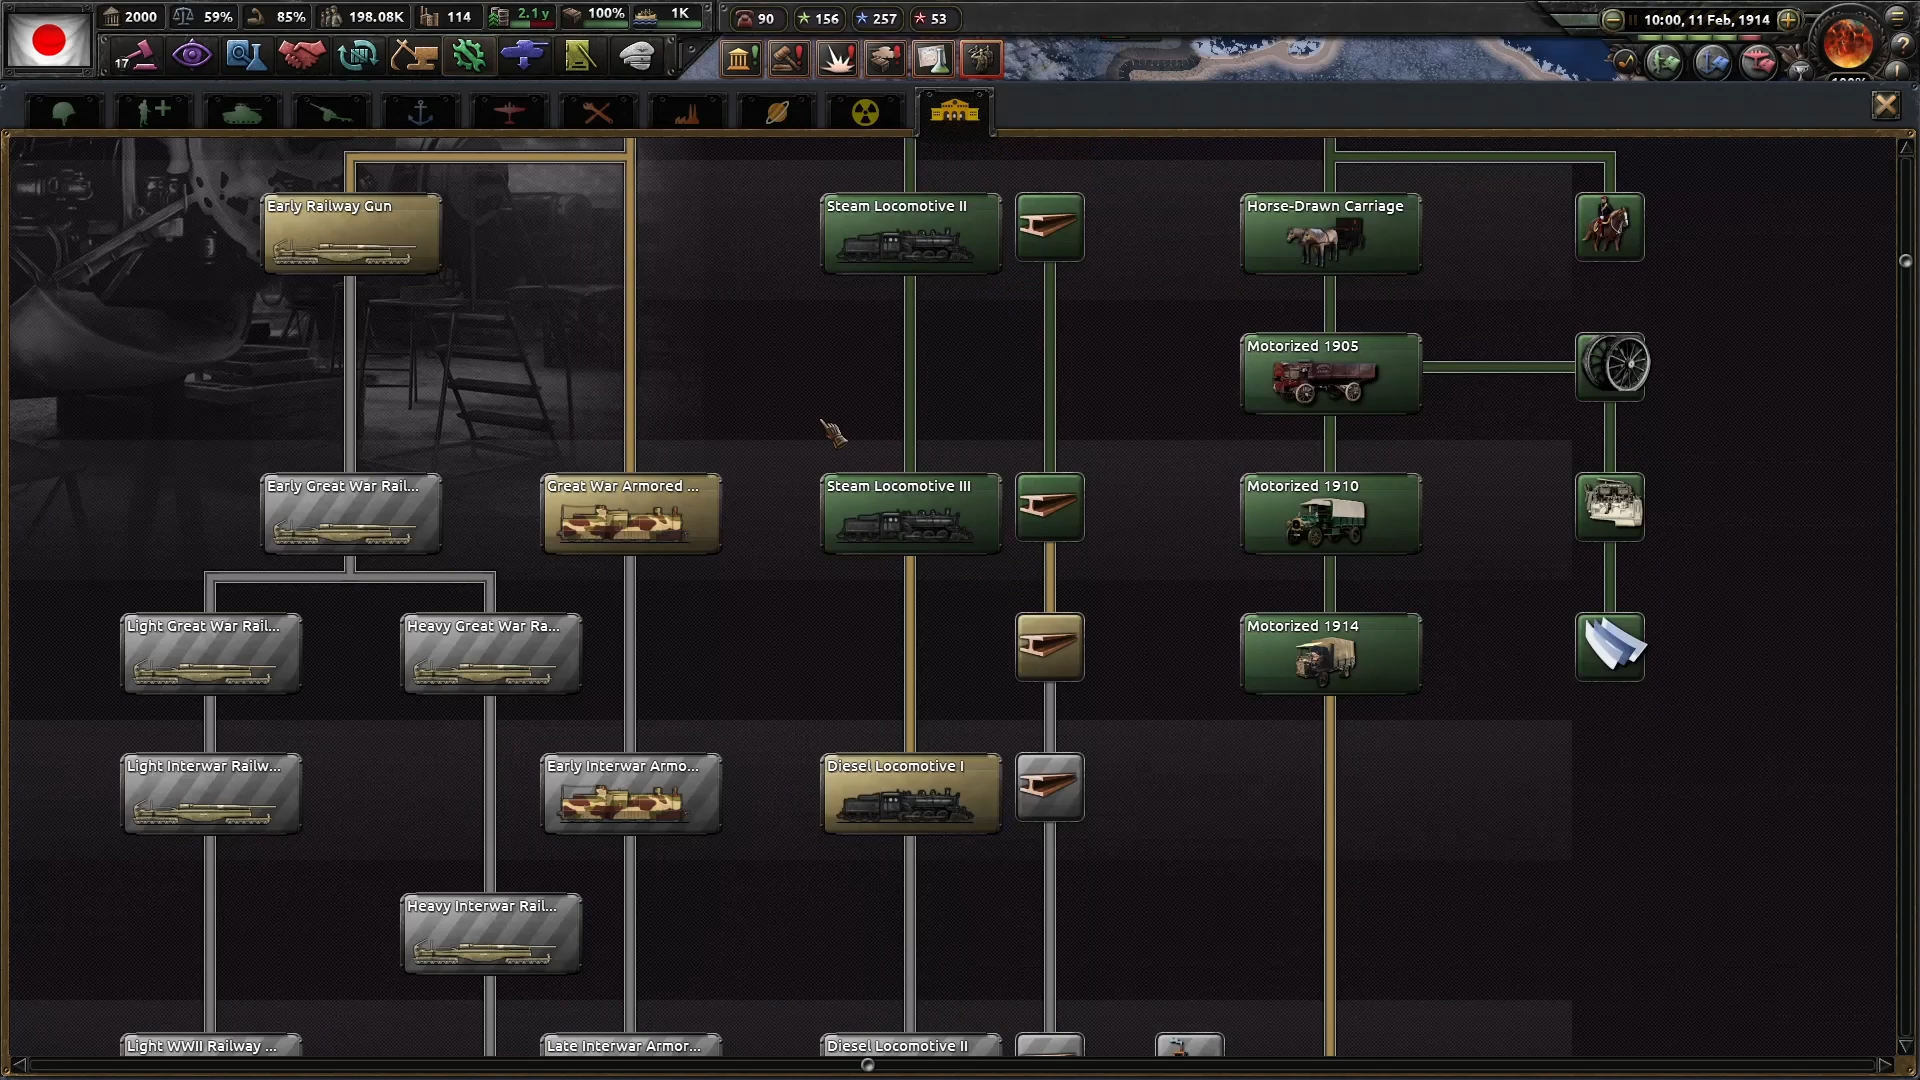 2000
59%
85%
198.08K
114
2.1 y
100%
1K
90
156
257
53
10:00, 11 Feb, 1914
17
100%
Early Railway Gun
Steam Locomotive II
Horse-Drawn Carriage
Motorized 1905
Early Great War Rail...
Great War Armored ...
Steam Locomotive III
Motorized 1910
Light Great War Rail...
Heavy Great War Ra...
Motorized 1914
Light Interwar Railw...
Early Interwar Armo...
Diesel Locomotive I
Heavy Interwar Rail...
Light WWII Railway ...
Late Interwar Armor...
Diesel Locomotive II